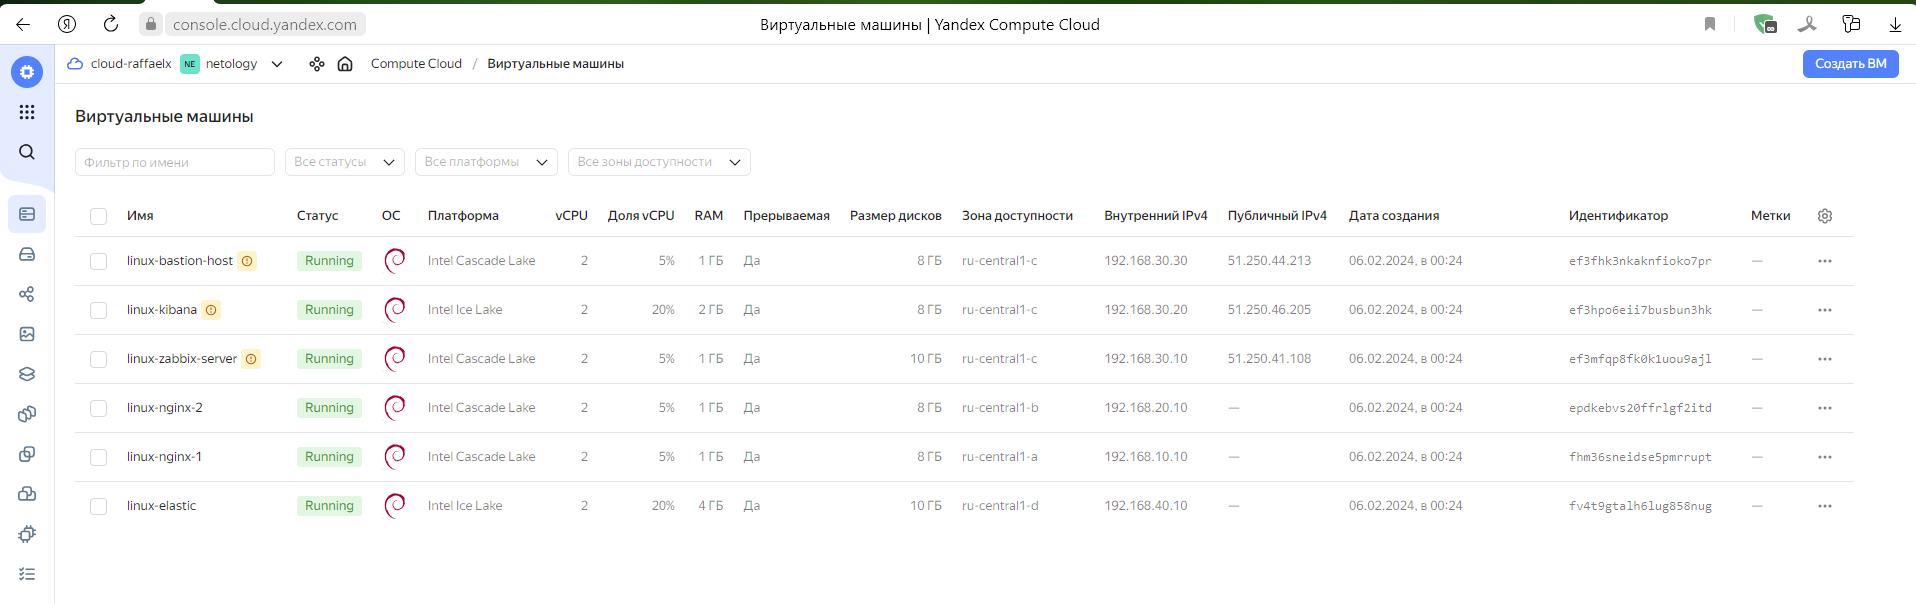 console.cloud.yandex.com Виртуальные машины | Yandex Compute Cloud
cloud-raffaelx NE netology Compute Cloud / Виртуальные машины Создать ВМ
Виртуальные машины
Фильтр по имени Все статусы Все платформы Все зоны доступности
Имя Статус ОС Платформа vCPU Доля vCPU RAM Прерываемая Размер дисков Зона доступности Внутренний IPv4 Публичный IPv4 Дата создания Идентификатор Метки
linux-bastion-host Running Intel Cascade Lake 2 5% 1 ГБ Да 8 ГБ ru-central1-c 192.168.30.30 51.250.44.213 06.02.2024, в 00:24 ef3fhk3nkaknfioko7pr —
linux-kibana Running Intel Ice Lake 2 20% 2 ГБ Да 8 ГБ ru-central1-c 192.168.30.20 51.250.46.205 06.02.2024, в 00:24 ef3hpo6eii7busbun3hk —
linux-zabbix-server Running Intel Cascade Lake 2 5% 1 ГБ Да 10 ГБ ru-central1-c 192.168.30.10 51.250.41.108 06.02.2024, в 00:24 ef3mfqp8fk0k1uou9ajl —
linux-nginx-2 Running Intel Cascade Lake 2 5% 1 ГБ Да 8 ГБ ru-central1-b 192.168.20.10 — 06.02.2024, в 00:24 epdkebvs20ffrlgf2itd —
linux-nginx-1 Running Intel Cascade Lake 2 5% 1 ГБ Да 8 ГБ ru-central1-a 192.168.10.10 — 06.02.2024, в 00:24 fhm36sneidse5pmrrupt —
linux-elastic Running Intel Ice Lake 2 20% 4 ГБ Да 10 ГБ ru-central1-d 192.168.40.10 — 06.02.2024, в 00:24 fv4t9gtalh6lug858nug —